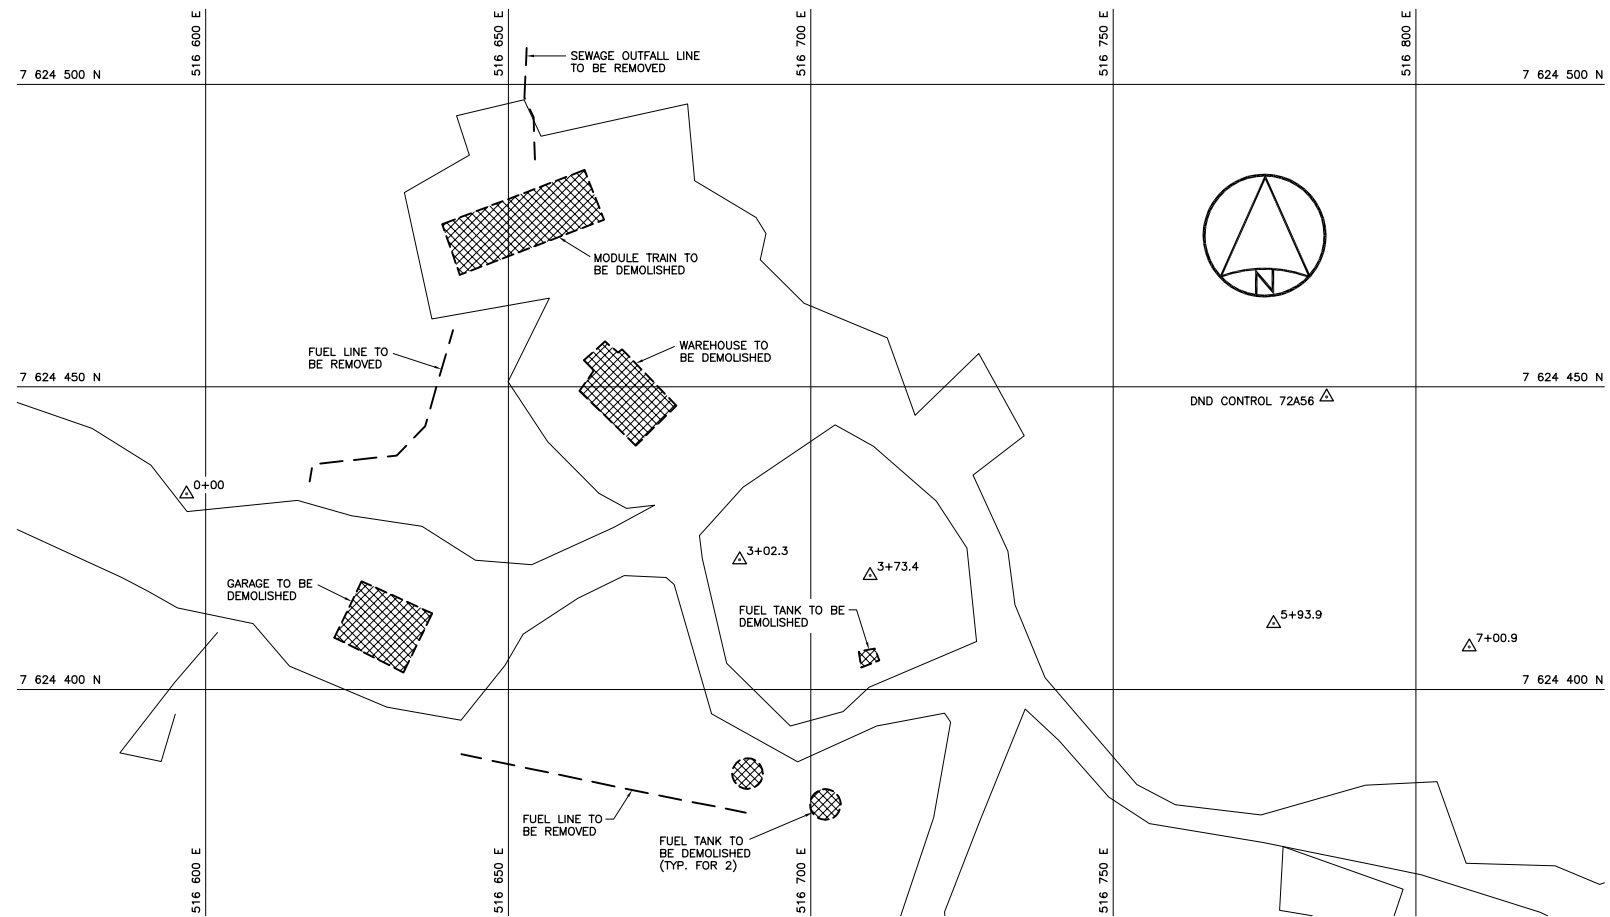 516 600 E
516 650 E
516 700 E
516 750 E
516 800 E
SEWAGE OUTFALL LINE
TO BE REMOVED
7 624 500 N
7 624 500 N
MODULE TRAIN TO
BE DEMOLISHED
N
FUEL LINE TO
BE REMOVED
WAREHOUSE TO
BE DEMOLISHED
7 624 450 N
7 624 450 N
DND CONTROL 72A56
0+00
3+02.3
3+73.4
GARAGE TO BE
DEMOLISHED
FUEL TANK TO BE
DEMOLISHED
5+93.9
7+00.9
7 624 400 N
7 624 400 N
FUEL LINE TO
BE REMOVED
FUEL TANK TO
BE DEMOLISHED
(TYP. FOR 2)
516 600 E
516 650 E
516 700 E
516 750 E
516 800 E